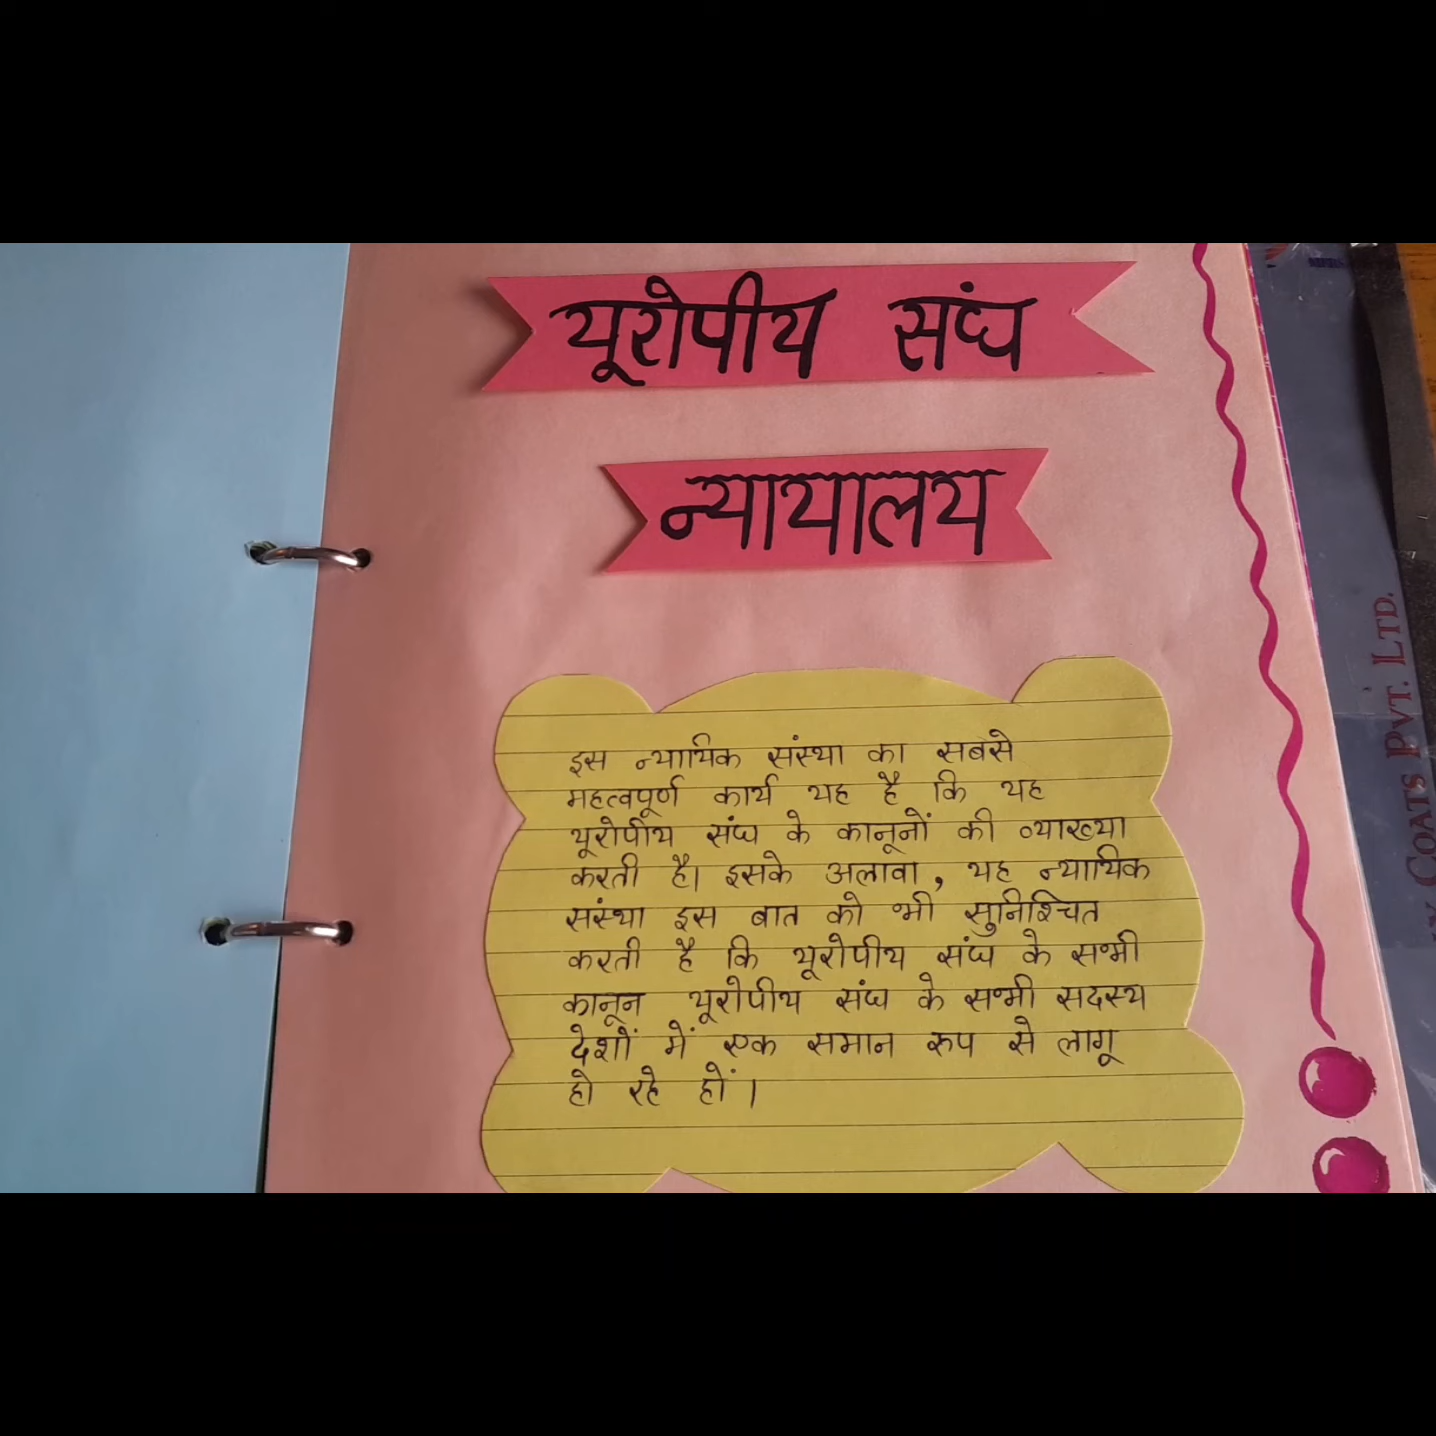 यूरोपीय संघ
न्यायालय
इस न्यायिक संस्था का सबसे
महत्वपूर्ण कार्य यह है कि यह
यूरोपीय संघ के कानूनों की व्याख्या
करती है। इसके अलावा, यह न्यायिक
संस्था इस बात को भी सुनिश्चित
करती है कि यूरोपीय संघ के सभी
कानून यूरोपीय संघ के सभी सदस्य
देशों में एक समान रुप से लागू
हो रहे हों।
COATS PVT. LTD.